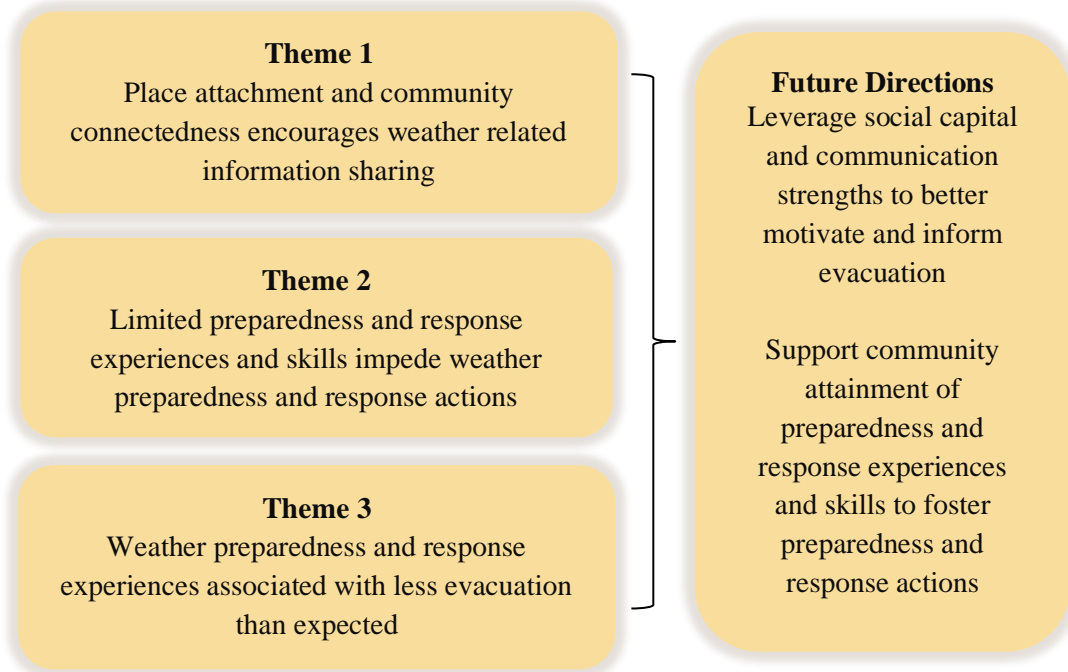 Theme 1
Place attachment and community
connectedness encourages weather related
information sharing
Theme 2
Limited preparedness and response
experiences and skills impede weather
preparedness and response actions
Theme 3
Weather preparedness and response
experiences associated with less evacuation
than expected
Future Directions
Leverage social capital
and communication
strengths to better
motivate and inform
evacuation
Support community
attainment of
preparedness and
response experiences
and skills to foster
preparedness and
response actions